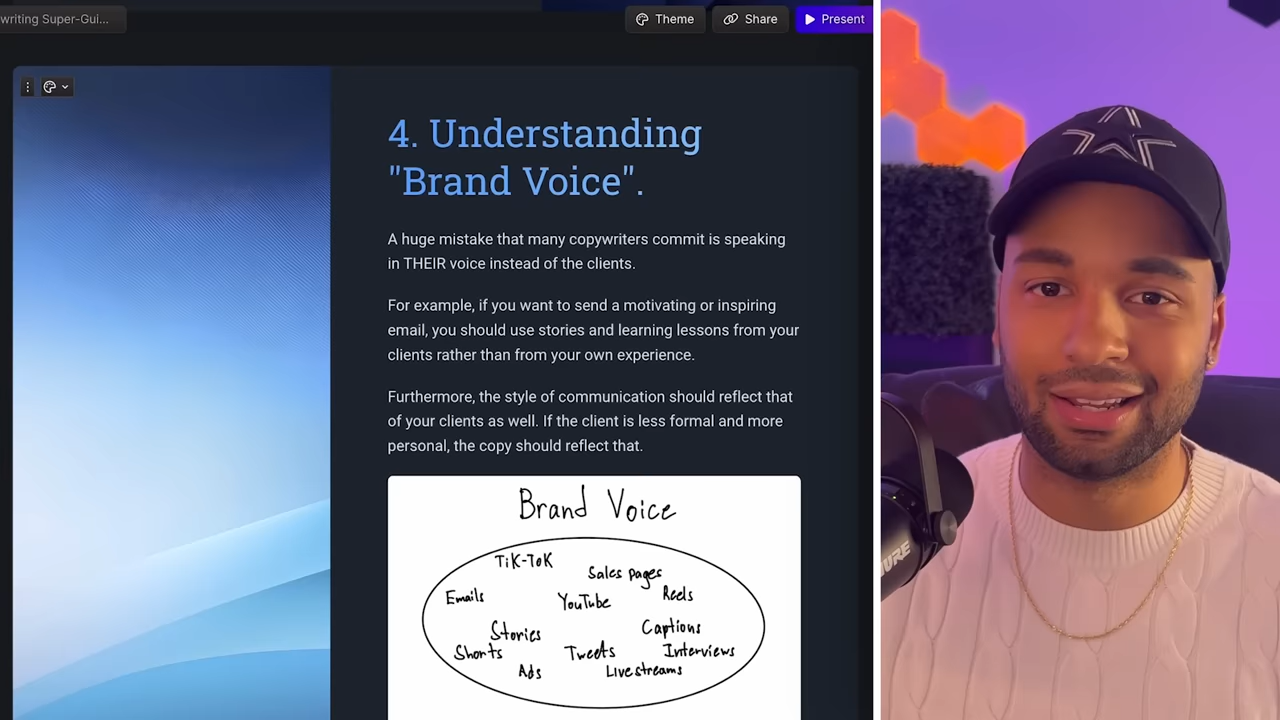 writing Super-Gui...
Theme
Share
Present
4. Understanding
"Brand Voice".
A huge mistake that many copywriters commit is speaking
in THEIR voice instead of the clients.
For example, if you want to send a motivating or inspiring
email, you should use stories and learning lessons from your
clients rather than from your own experience.
Furthermore, the style of communication should reflect that
of your clients as well. If the client is less formal and more
personal, the copy should reflect that.
Brand Voice
TiK-ToK
Sales pages
Emails
YouTube
Reels
Stories
Captions
Shorts
Tweets
Interviews
Ads
Livestreams
URE